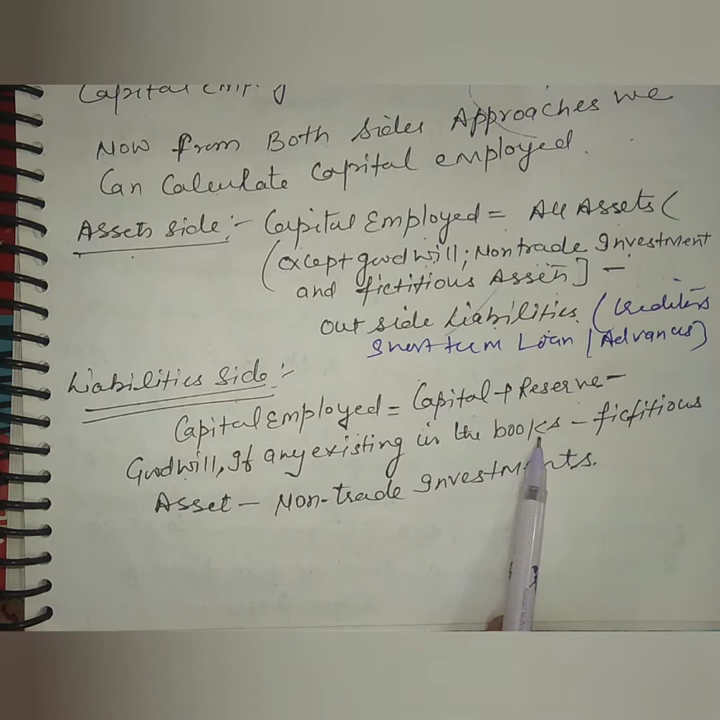 Capital Emp.
Now from Both sides Approaches we
Can Calculate Capital employed.
Assets side :- Capital Employed = All Assets (
(except goodwill; Non trade Investment
and fictitious Assets] -
Out side Liabilities (Creditors
Short term Loan / Advances)
Liabilities side :-
Capital Employed = Capital + Reserve -
Goodwill, If any existing in the books - fictitious
Asset - Non-trade Investments.